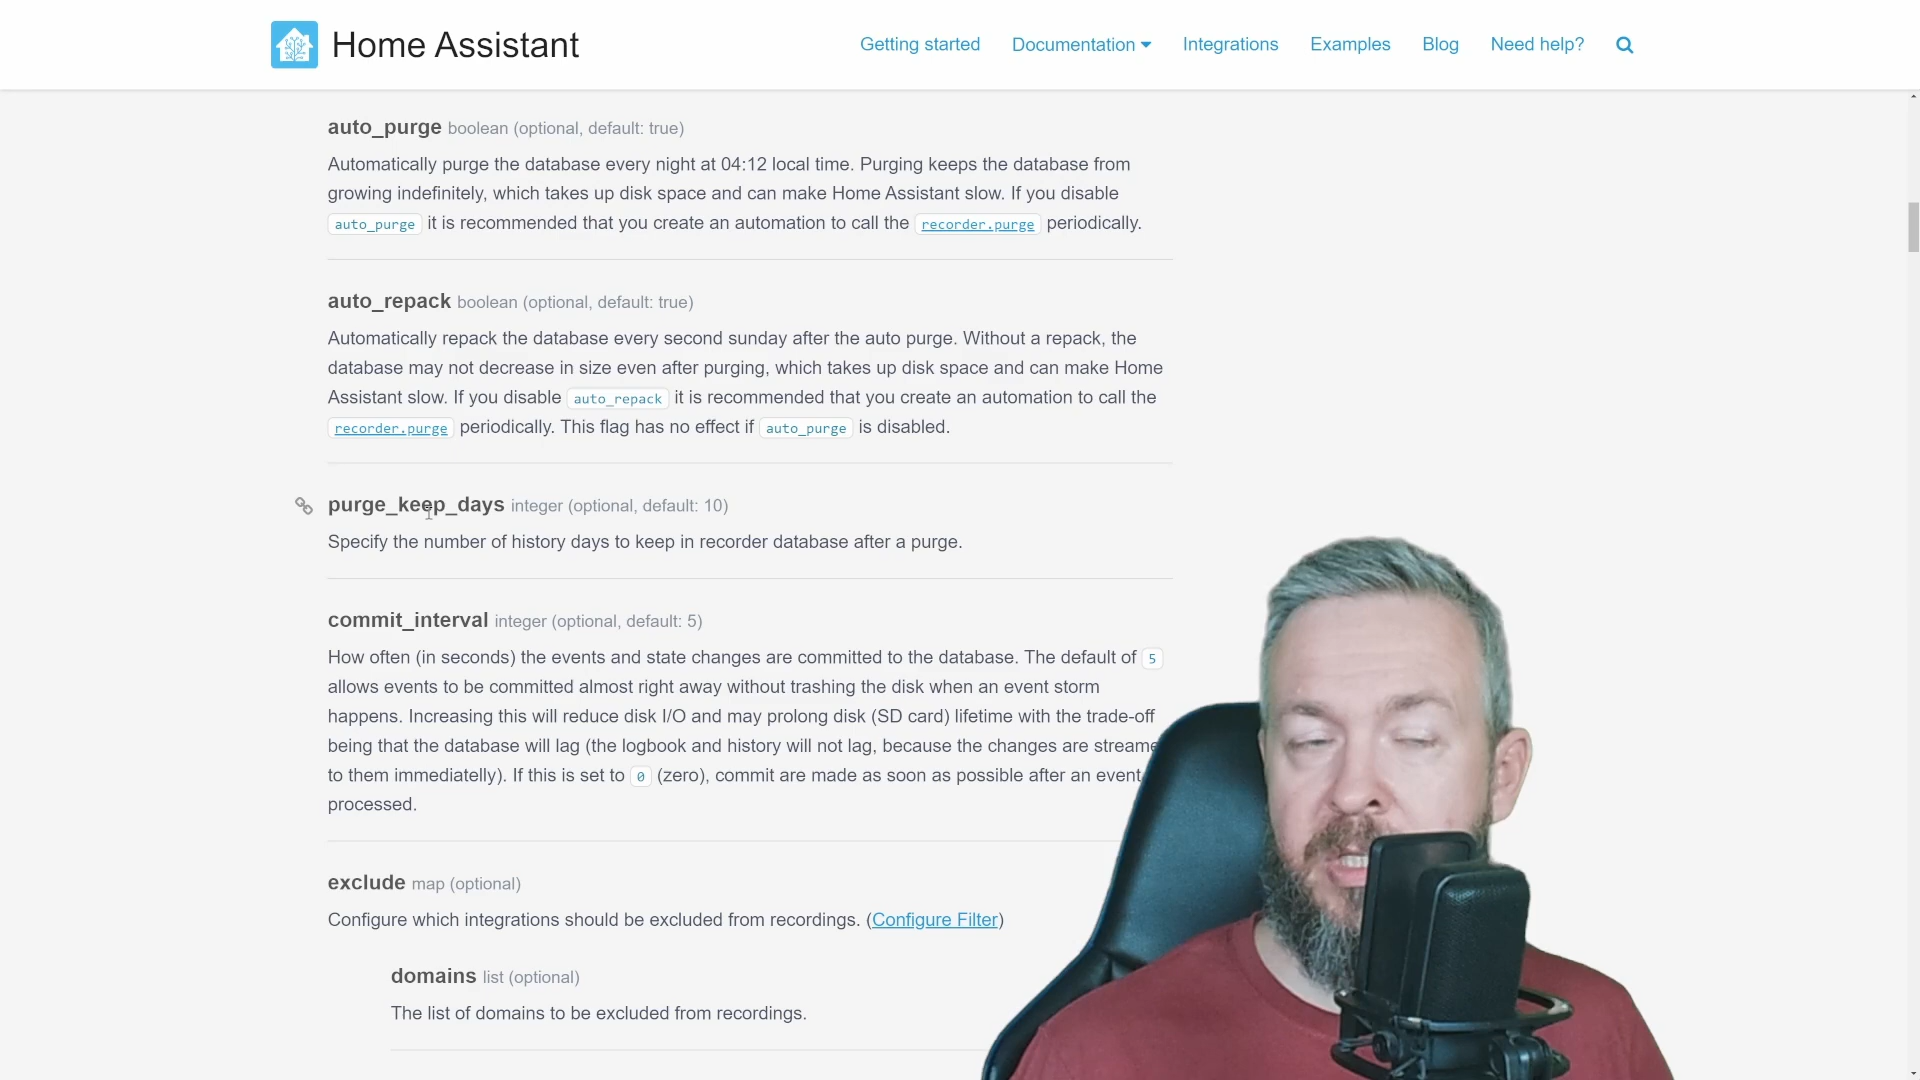 Home Assistant
Getting started
Documentation
Integrations
Examples
Blog
Need help?
auto_purge boolean (optional, default: true)
Automatically purge the database every night at 04:12 local time. Purging keeps the database from
growing indefinitely, which takes up disk space and can make Home Assistant slow. If you disable
auto_purge it is recommended that you create an automation to call the recorder.purge periodically.
auto_repack boolean (optional, default: true)
Automatically repack the database every second sunday after the auto purge. Without a repack, the
database may not decrease in size even after purging, which takes up disk space and can make Home
Assistant slow. If you disable auto_repack it is recommended that you create an automation to call the
recorder.purge periodically. This flag has no effect if auto_purge is disabled.
purge_keep_days integer (optional, default: 10)
Specify the number of history days to keep in recorder database after a purge.
commit_interval integer (optional, default: 5)
How often (in seconds) the events and state changes are committed to the database. The default of 5
allows events to be committed almost right away without trashing the disk when an event storm
happens. Increasing this will reduce disk I/O and may prolong disk (SD card) lifetime with the trade-off
being that the database will lag (the logbook and history will not lag, because the changes are
to them immediatelly). If this is set to 0 (zero), commit are made as soon as possible after an event
processed.
exclude map (optional)
Configure which integrations should be excluded from recordings. (Configure Filter)
domains list (optional)
The list of domains to be excluded from recordings.